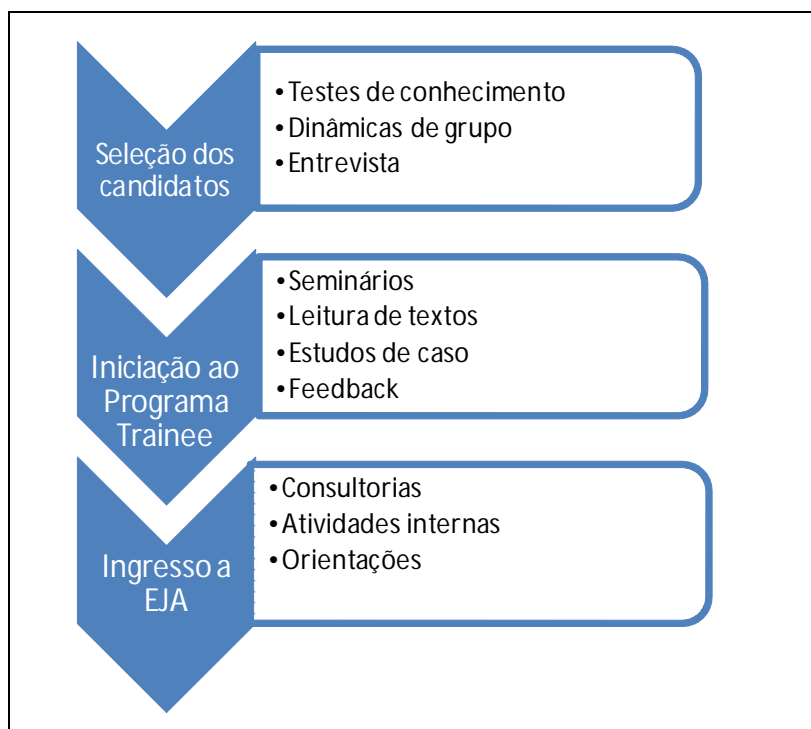 Seleção dos
candidatos
•Testes de conhecimento
•Dinâmicas de grupo
•Entrevista
Iniciação ao
Programa
Trainee
•Seminários
•Leitura de textos
•Estudos de caso
•Feedback
Ingresso a
EJA
•Consultorias
•Atividades internas
•Orientações